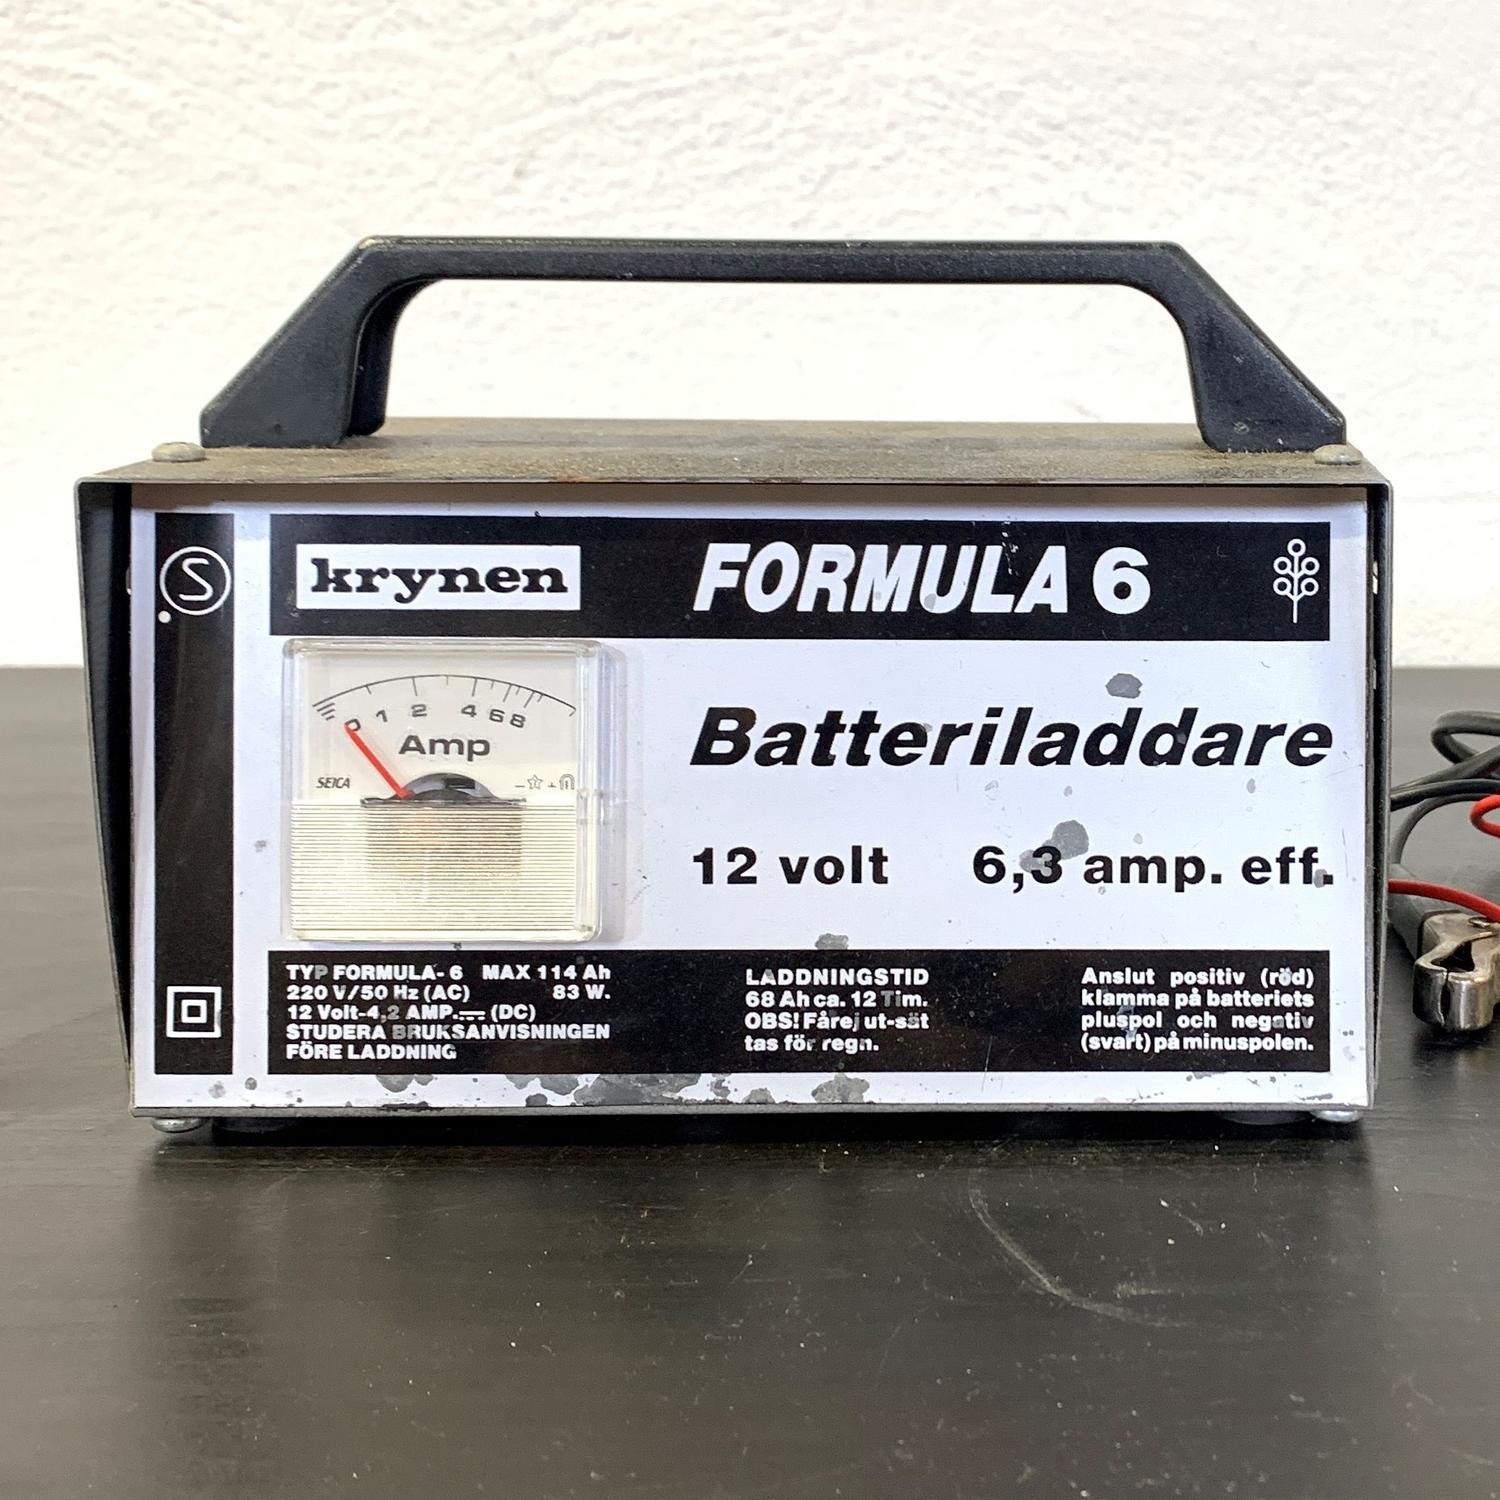 S
krynen
FORMULA 6
0 1 2 4 6 8
Amp
SEICA
Batteriladdare
12 volt 6,3 amp. eff.
TYP FORMULA-6 MAX 114 Ah
220 V/50 Hz (AC) 83 W.
12 Volt-4,2 AMP. (DC)
STUDERA BRUKSANVISNINGEN
FÖRE LADDNING
LADDNINGSTID
68 Ah ca. 12 Tim.
OBS! Får ej ut-sät
tas för regn.
Anslut positiv (röd)
klamma på batteriets
pluspol och negativ
(svart) på minuspolen.